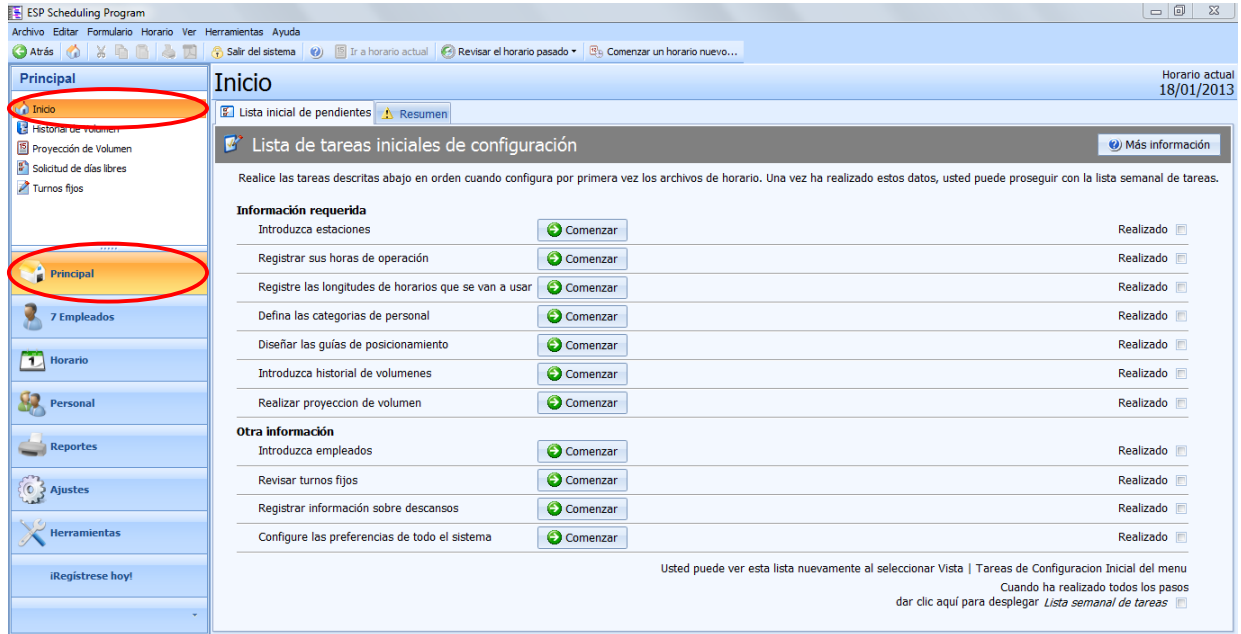 ESP Scheduling Program
Archivo Editar Formulario Horario Ver Herramientas Ayuda
Atrás Salir del sistema Ir a horario actual Revisar el horario pasado Comenzar un horario nuevo...
Principal
Inicio
Historial de Volumen
Proyección de Volumen
Solicitud de días libres
Turnos fijos
Principal
7 Empleados
1 Horario
Personal
Reportes
Ajustes
Herramientas
¡Regístrese hoy!
Inicio
Horario actual
18/01/2013
Lista inicial de pendientes Resumen
Lista de tareas iniciales de configuración Más información
Realice las tareas descritas abajo en orden cuando configura por primera vez los archivos de horario. Una vez ha realizado estos datos, usted puede proseguir con la lista semanal de tareas.
Información requerida
Introduzca estaciones Comenzar Realizado
Registrar sus horas de operación Comenzar Realizado
Registre las longitudes de horarios que se van a usar Comenzar Realizado
Defina las categorias de personal Comenzar Realizado
Diseñar las guías de posicionamiento Comenzar Realizado
Introduzca historial de volumenes Comenzar Realizado
Realizar proyeccion de volumen Comenzar Realizado
Otra información
Introduzca empleados Comenzar Realizado
Revisar turnos fijos Comenzar Realizado
Registrar información sobre descansos Comenzar Realizado
Configure las preferencias de todo el sistema Comenzar Realizado
Usted puede ver esta lista nuevamente al seleccionar Vista | Tareas de Configuracion Inicial del menu
Cuando ha realizado todos los pasos
dar clic aquí para desplegar Lista semanal de tareas